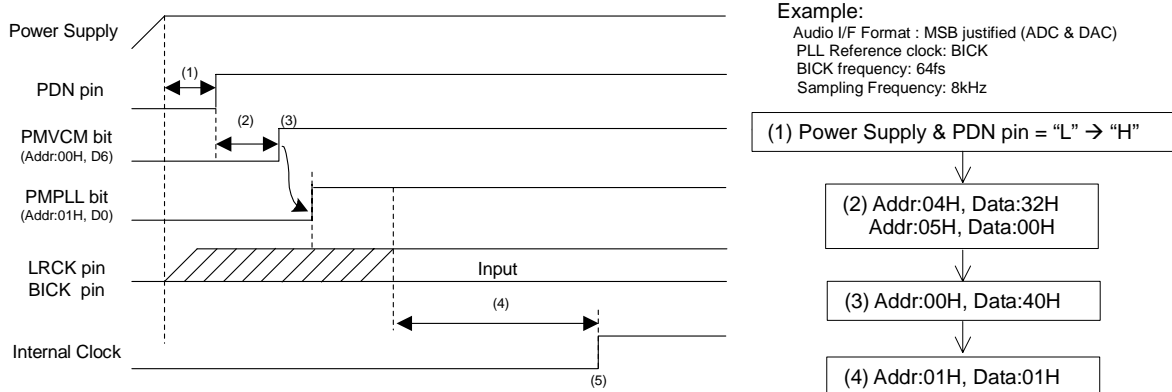 Power Supply
(1)
PDN pin
(2)
(3)
PMVCM bit
(Addr:00H, D6)
PMPLL bit
(Addr:01H, D0)
LRCK pin
BICK pin
Input
(4)
Internal Clock
(5)
Example:
Audio I/F Format : MSB justified (ADC & DAC)
PLL Reference clock: BICK
BICK frequency: 64fs
Sampling Frequency: 8kHz
(1) Power Supply & PDN pin = “L” → “H”
(2) Addr:04H, Data:32H
Addr:05H, Data:00H
(3) Addr:00H, Data:40H
(4) Addr:01H, Data:01H